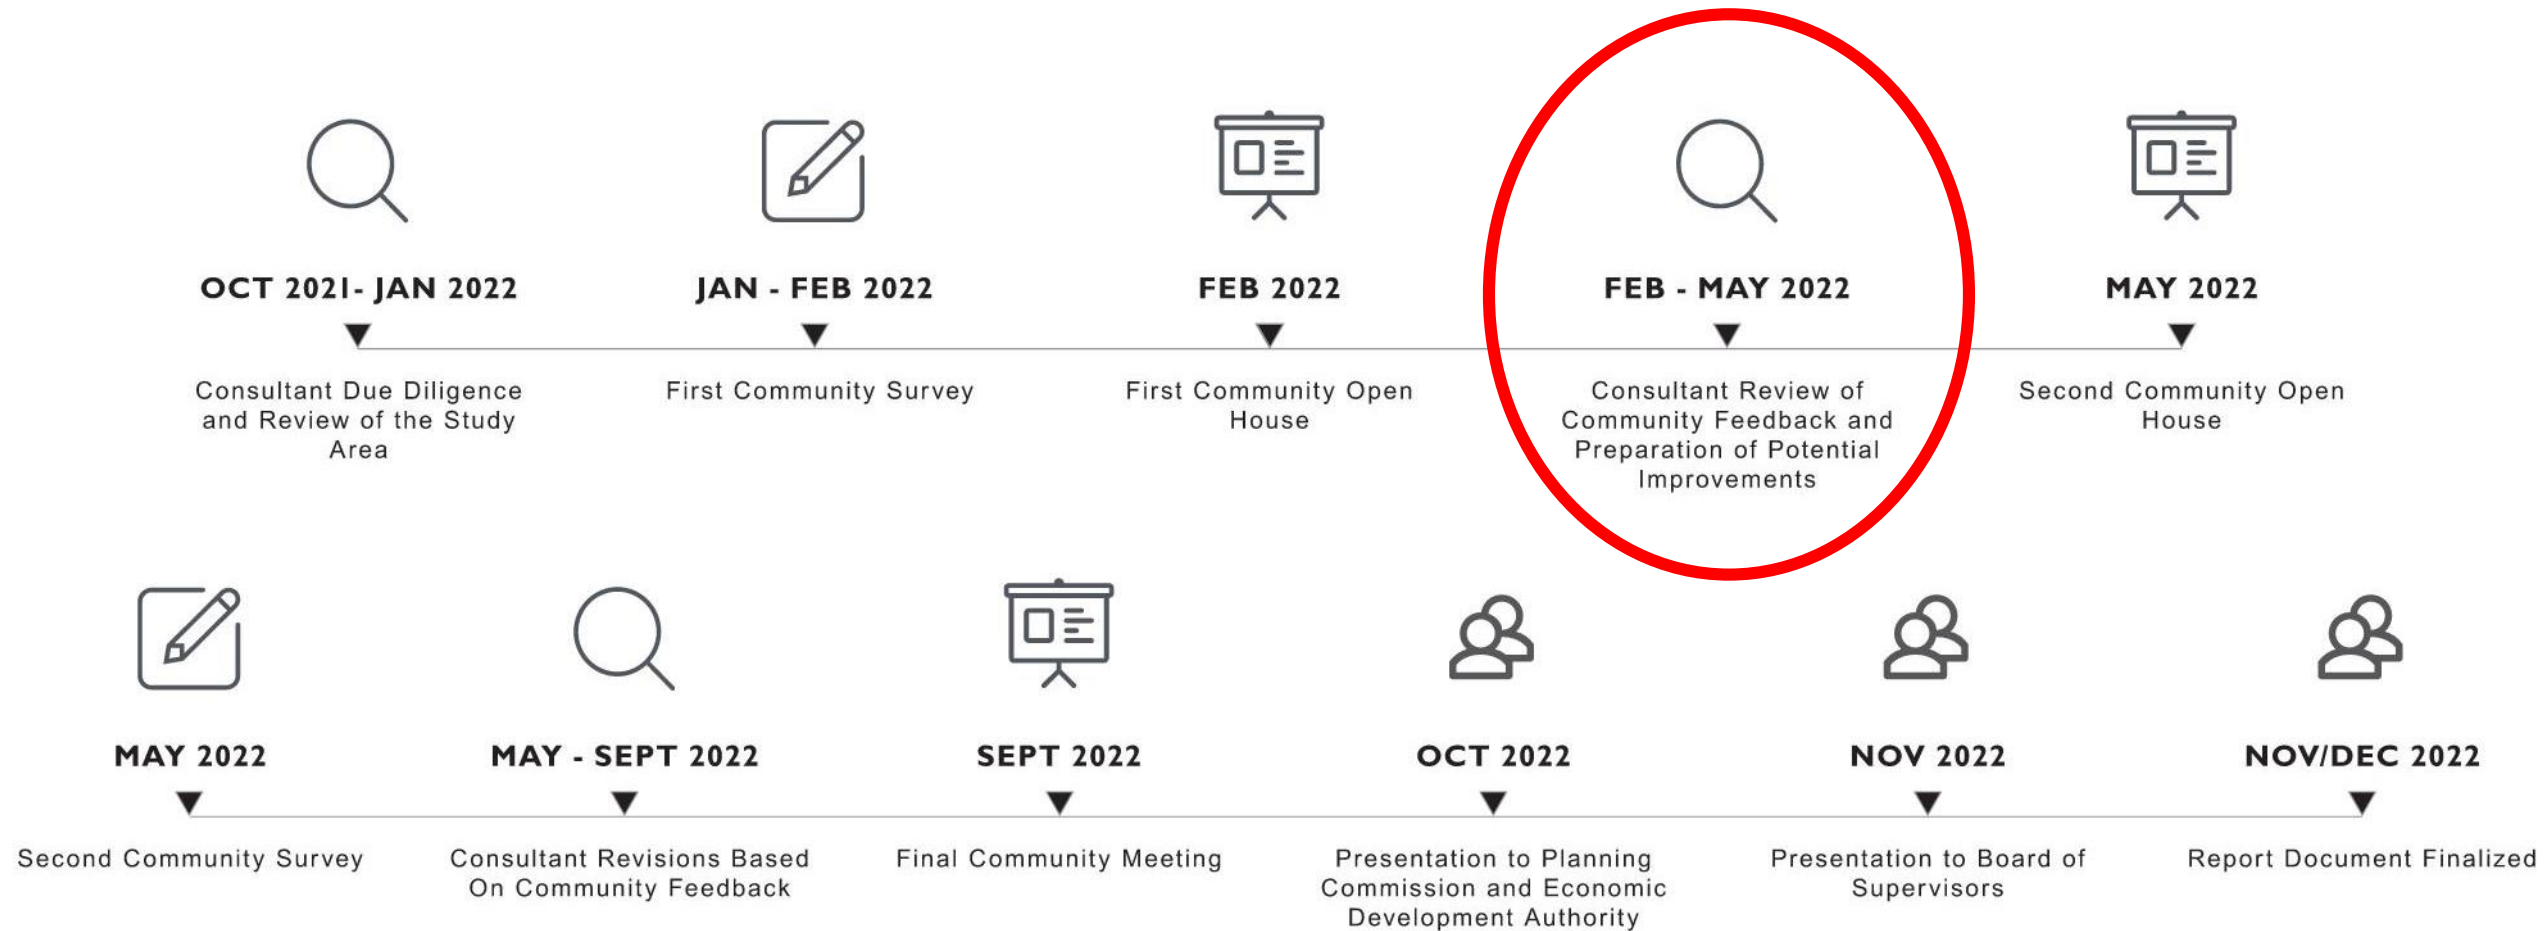 OCT 2021- JAN 2022
Consultant Due Diligence
and Review of the Study
Area
JAN - FEB 2022
First Community Survey
FEB 2022
First Community Open
House
FEB - MAY 2022
Consultant Review of
Community Feedback and
Preparation of Potential
Improvements
MAY 2022
Second Community Open
House
MAY 2022
Second Community Survey
MAY - SEPT 2022
Consultant Revisions Based
On Community Feedback
SEPT 2022
Final Community Meeting
OCT 2022
Presentation to Planning
Commission and Economic
Development Authority
NOV 2022
Presentation to Board of
Supervisors
NOV/DEC 2022
Report Document Finalized